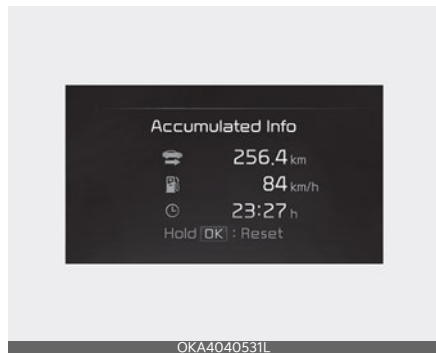 Accumulated Info
256.4 km
84 km/h
23:27 h
Hold OK : Reset
OKA4040531L